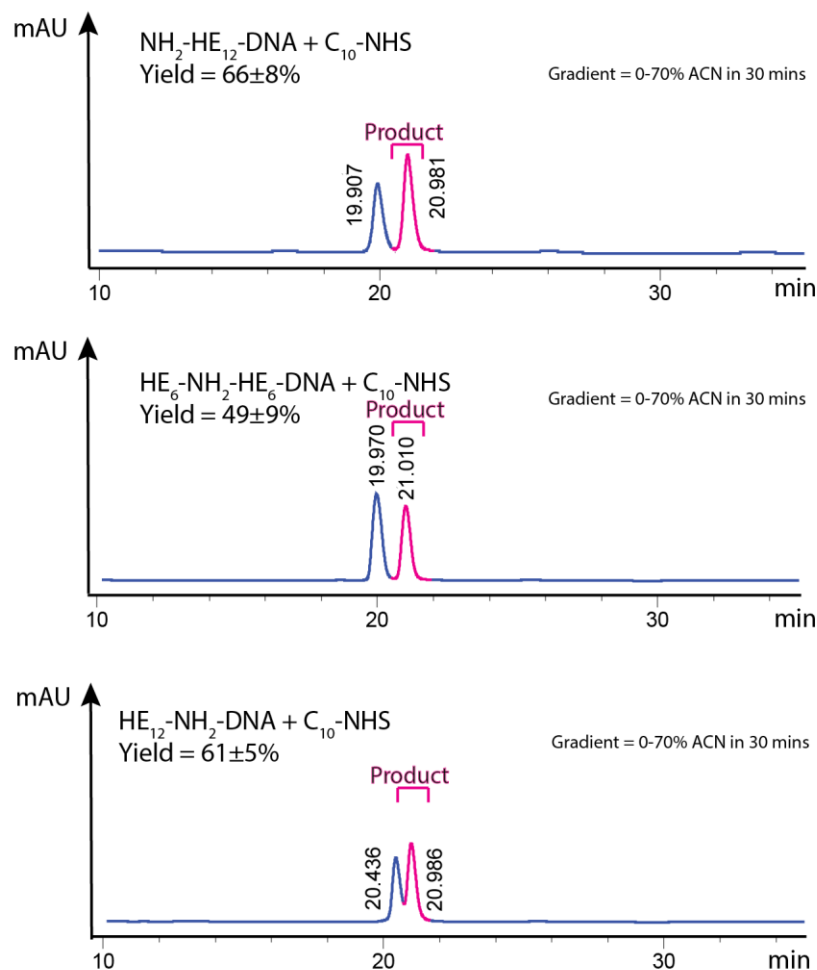 mAU
NH₂-HE₁₂-DNA + C₁₀-NHS
Yield = 66±8%
Gradient = 0-70% ACN in 30 mins
Product
19.907
20.981
10
20
30
min
mAU
HE₆-NH₂-HE₆-DNA + C₁₀-NHS
Yield = 49±9%
Gradient = 0-70% ACN in 30 mins
Product
19.970
21.010
10
20
30
min
mAU
HE₁₂-NH₂-DNA + C₁₀-NHS
Yield = 61±5%
Gradient = 0-70% ACN in 30 mins
Product
20.436
20.986
10
20
30
min